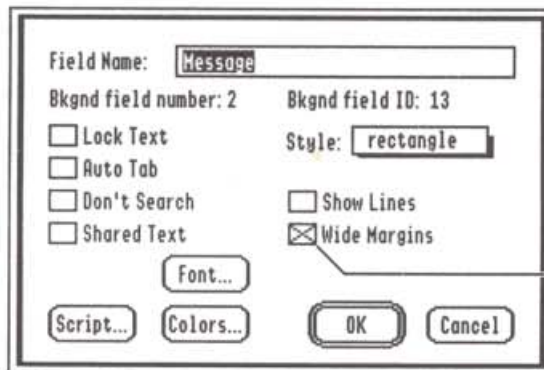 Field Name: Message
Bkgnd field number: 2 Bkgnd field ID: 13
Lock Text
Style: rectangle
Auto Tab
Don't Search
Show Lines
Shared Text
Wide Margins
Font...
Script... Colors... OK Cancel